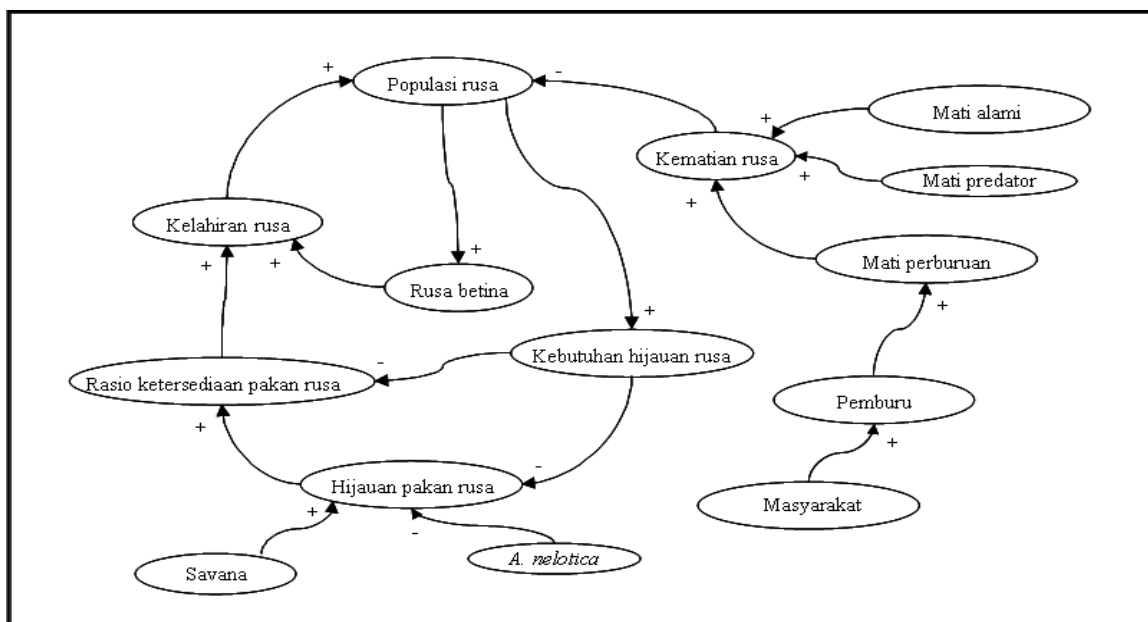 +
Populasi rusa
-
Mati alami
+
Kematian rusa
+
Mati predator
+
Kelahiran rusa
+
+
+
Rusa betina
Mati perburuan
+
+
Kebutuhan hijauan rusa
-
Rasio ketersediaan pakan rusa
+
Pemburu
+
-
Hijauan pakan rusa
Masyarakat
+
-
A. nelotica
Savana